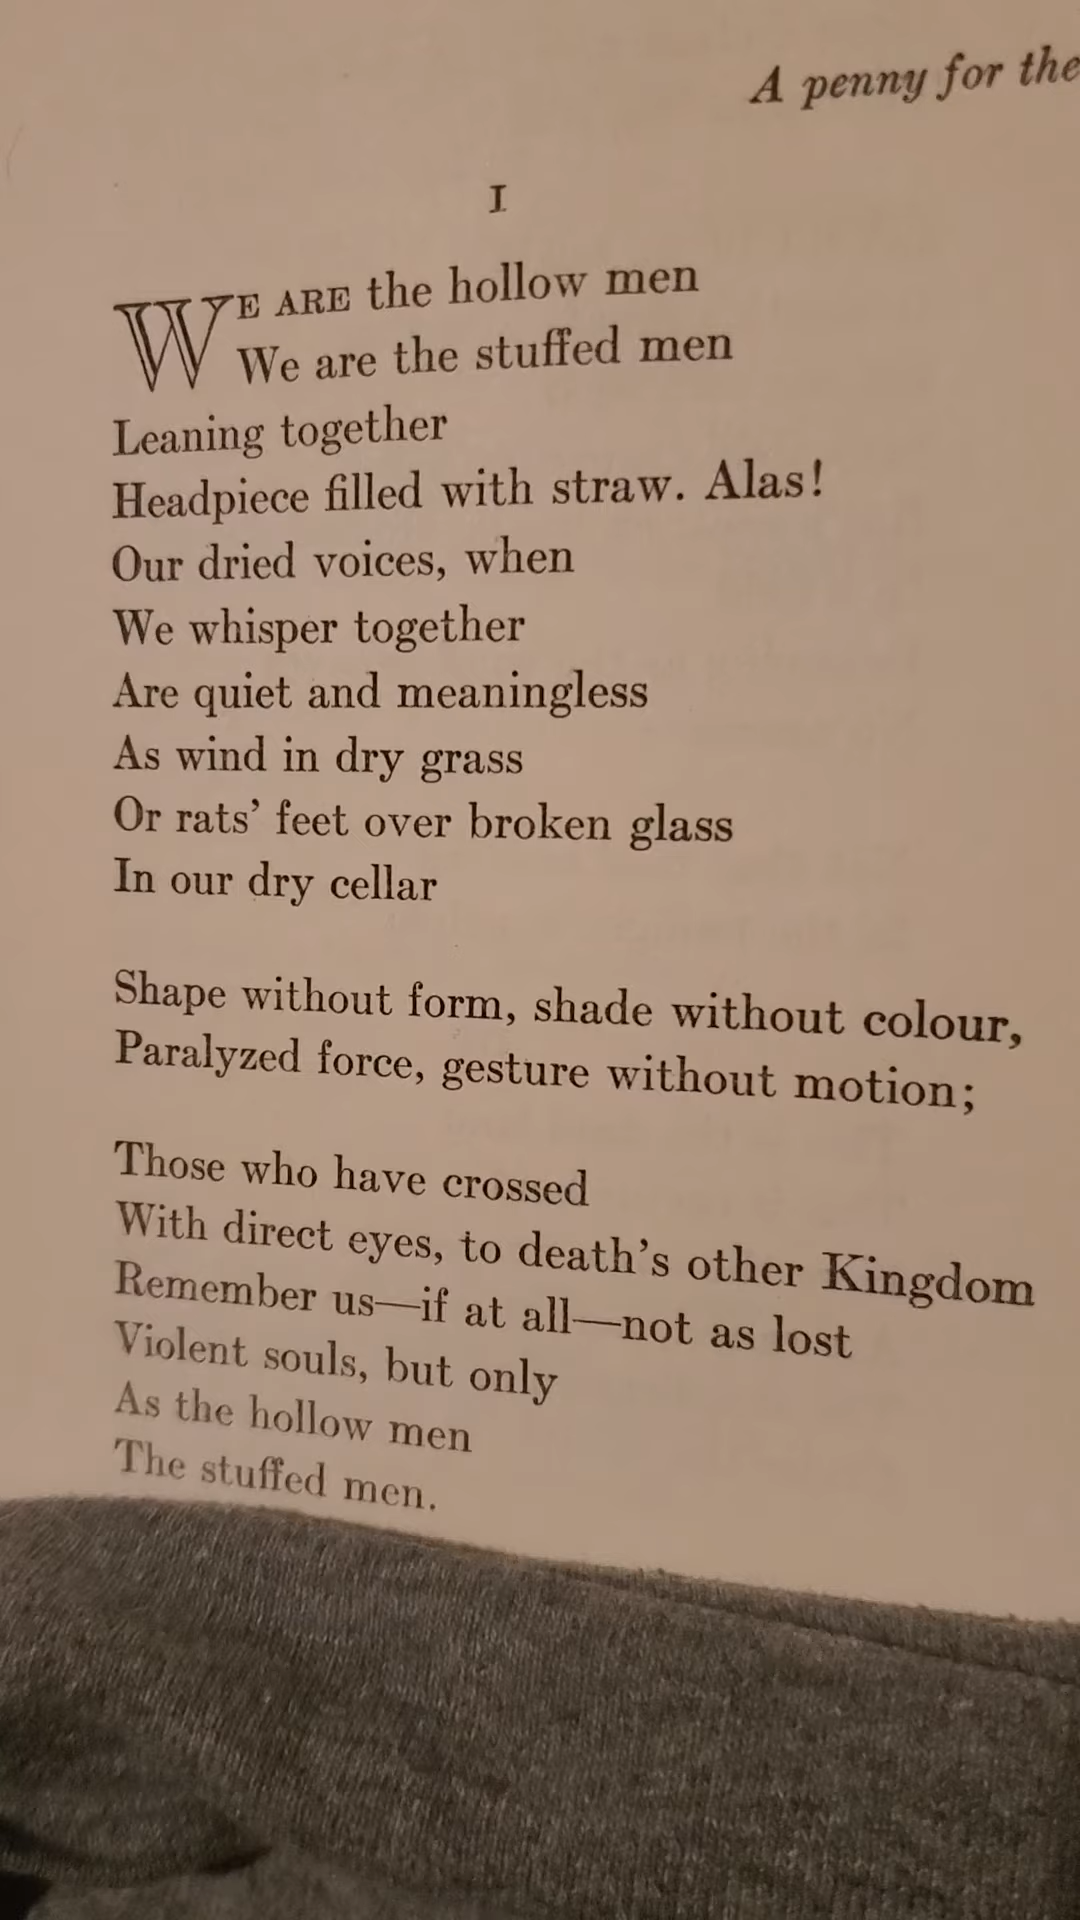 A penny for the
I
WE ARE the hollow men
We are the stuffed men
Leaning together
Headpiece filled with straw. Alas!
Our dried voices, when
We whisper together
Are quiet and meaningless
As wind in dry grass
Or rats’ feet over broken glass
In our dry cellar
Shape without form, shade without colour,
Paralyzed force, gesture without motion;
Those who have crossed
With direct eyes, to death’s other Kingdom
Remember us—if at all—not as lost
Violent souls, but only
As the hollow men
The stuffed men.